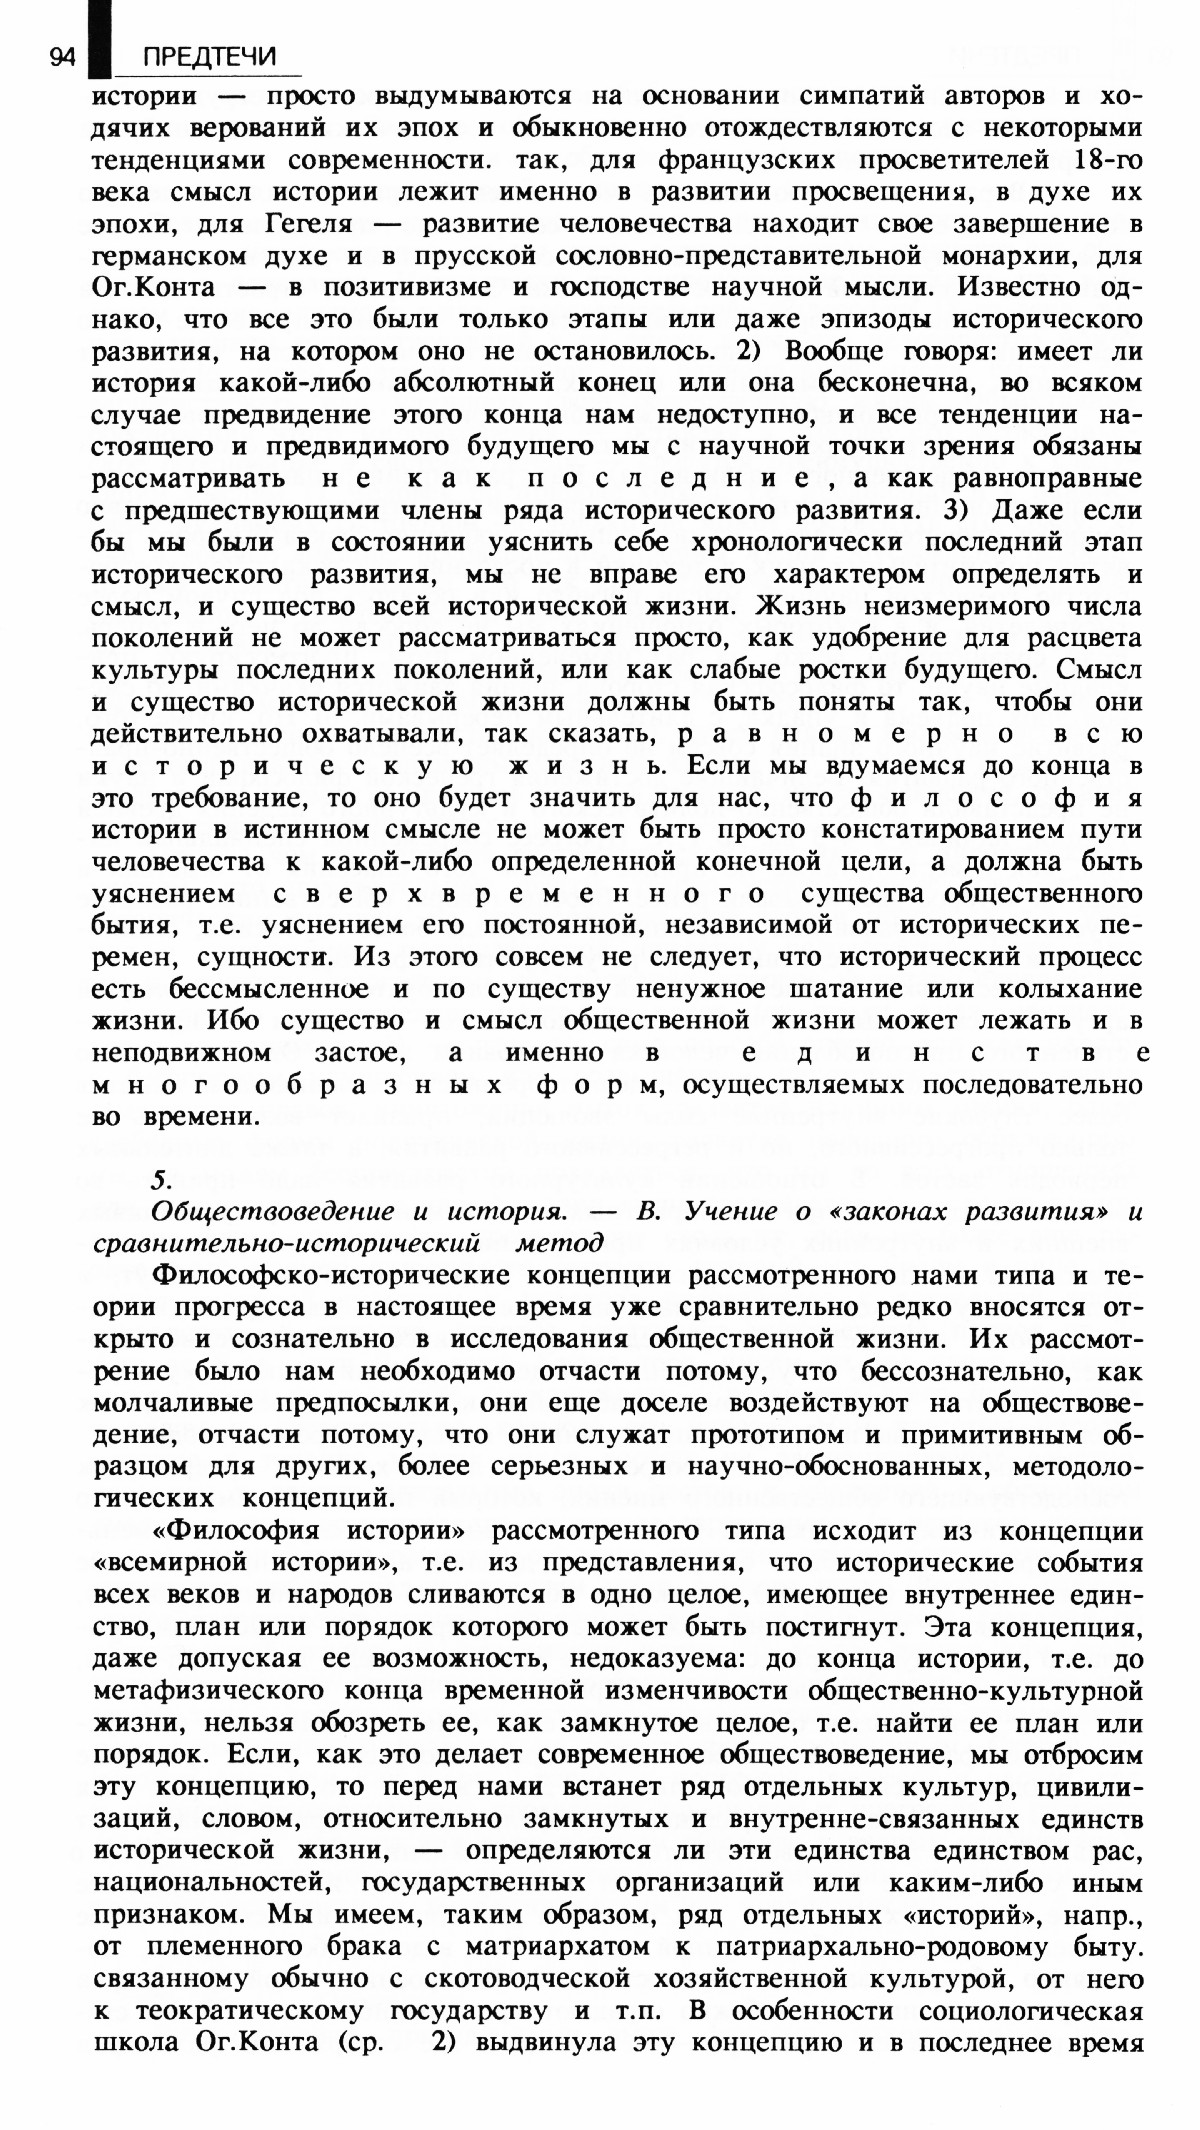 94 ПРЕДТЕЧИ
истории — просто выдумываются на основании симпатий авторов и хо-
дячих верований их эпох и обыкновенно отождествляются с некоторыми
тенденциями современности. так, для французских просветителей 18-го
века смысл истории лежит именно в развитии просвещения, в духе их
эпохи, для Гегеля — развитие человечества находит свое завершение в
германском духе и в прусской сословно-представительной монархии, для
Ог.Конта — в позитивизме и господстве научной мысли. Известно од-
нако, что все это были только этапы или даже эпизоды исторического
развития, на котором оно не остановилось. 2) Вообще говоря: имеет ли
история какой-либо абсолютный конец или она бесконечна, во всяком
случае предвидение этого конца нам недоступно, и все тенденции на-
стоящего и предвидимого будущего мы с научной точки зрения обязаны
рассматривать н е к а к п о с л е д н и е , а как равноправные
с предшествующими члены ряда исторического развития. 3) Даже если
бы мы были в состоянии уяснить себе хронологически последний этап
исторического развития, мы не вправе его характером определять и
смысл, и существо всей исторической жизни. Жизнь неизмеримого числа
поколений не может рассматриваться просто, как удобрение для расцвета
культуры последних поколений, или как слабые ростки будущего. Смысл
и существо исторической жизни должны быть поняты так, чтобы они
действительно охватывали, так сказать, р а в н о м е р н о в с ю
и с т о р и ч е с к у ю ж и з н ь. Если мы вдумаемся до конца в
это требование, то оно будет значить для нас, что ф и л о с о ф и я
истории в истинном смысле не может быть просто констатированием пути
человечества к какой-либо определенной конечной цели, а должна быть
уяснением с в е р х в р е м е н н о г о существа общественного
бытия, т.е. уяснением его постоянной, независимой от исторических пе-
ремен, сущности. Из этого совсем не следует, что исторический процесс
есть бессмысленное и по существу ненужное шатание или колыхание
жизни. Ибо существо и смысл общественной жизни может лежать и в
неподвижном застое, а именно в е д и н с т в е
м н о г о о б р а з н ы х ф о р м, осуществляемых последовательно
во времени.
5.
Обществоведение и история. — В. Учение о «законах развития» и
сравнительно-исторический метод
Философско-исторические концепции рассмотренного нами типа и те-
ории прогресса в настоящее время уже сравнительно редко вносятся от-
крыто и сознательно в исследования общественной жизни. Их рассмот-
рение было нам необходимо отчасти потому, что бессознательно, как
молчаливые предпосылки, они еще доселе воздействуют на обществове-
дение, отчасти потому, что они служат прототипом и примитивным об-
разцом для других, более серьезных и научно-обоснованных, методоло-
гических концепций.
«Философия истории» рассмотренного типа исходит из концепции
«всемирной истории», т.е. из представления, что исторические события
всех веков и народов сливаются в одно целое, имеющее внутреннее един-
ство, план или порядок которого может быть постигнут. Эта концепция,
даже допуская ее возможность, недоказуема: до конца истории, т.е. до
метафизического конца временной изменчивости общественно-культурной
жизни, нельзя обозреть ее, как замкнутое целое, т.е. найти ее план или
порядок. Если, как это делает современное обществоведение, мы отбросим
эту концепцию, то перед нами встанет ряд отдельных культур, цивили-
заций, словом, относительно замкнутых и внутренне-связанных единств
исторической жизни, — определяются ли эти единства единством рас,
национальностей, государственных организаций или каким-либо иным
признаком. Мы имеем, таким образом, ряд отдельных «историй», напр.,
от племенного брака с матриархатом к патриархально-родовому быту.
связанному обычно с скотоводческой хозяйственной культурой, от него
к теократическому государству и т.п. В особенности социологическая
школа Ог.Конта (ср. 2) выдвинула эту концепцию и в последнее время